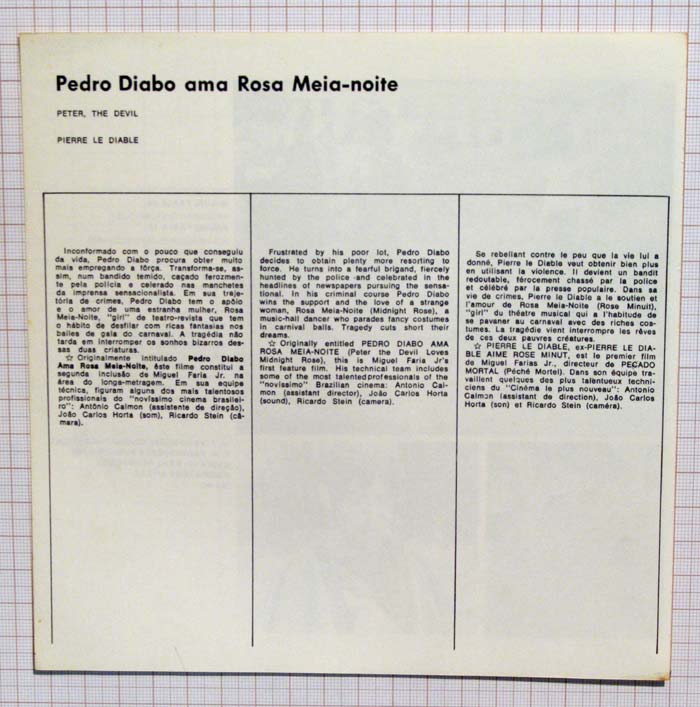 Pedro Diabo ama Rosa Meia-noite
PETER, THE DEVIL
PIERRE LE DIABLE
Inconformado com o pouco que conseguiu
da vida, Pedro Diabo procura obter muito
mais empregando a fôrça. Transforma-se, as-
sim, num bandido temido, caçado ferozmen-
te pela polícia e celerado nas manchetes
da imprensa sensacionalista. Em sua traje-
tória de crimes, Pedro Diabo tem o apôio
e o amor de uma estranha mulher, Rosa
Meia-Noite, "girl" de teatro-revista que tem
o hábito de desfilar com ricas fantasias nos
bailes de gala do carnaval. A tragédia não
tarda em interromper os sonhos bizarros des-
sas duas criaturas.
☆ Originalmente intitulado Pedro Diabo
Ama Rosa Meia-Noite, êste filme constitui a
segunda inclusão de Miguel Faria Jr. na
área do longa-metragem. Em sua equipe
técnica, figuram alguns dos mais talentosos
profissionais do "novíssimo cinema brasilei-
ro": Antônio Calmon (assistente de direção),
João Carlos Horta (som), Ricardo Stein (câ-
mara).
Frustrated by his poor lot, Pedro Diabo
decides to obtain plenty more resorting to
force. He turns into a fearful brigand, fiercely
hunted by the police and celebrated in the
headlines of newspapers pursuing the sensa-
tional. In his criminal course Pedro Diabo
wins the support and the love of a strange
woman, Rosa Meia-Noite (Midnight Rose), a
music-hall dancer who parades fancy costumes
in carnival balls. Tragedy cuts short their
dreams.
☆ Originally entitled PEDRO DIABO AMA
ROSA MEIA-NOITE (Peter the Devil Loves
Midnight Rose), this is Miguel Faria Jr's
first feature film. His technical team includes
some of the most talented professionals of the
"novíssimo" Brazilian cinema: Antonio Cal-
mon (assistant director), João Carlos Horta
(sound), Ricardo Stein (camera).
Se rebellant contre le peu que la vie lui a
donné, Pierre le Diable veut obtenir bien plus
en utilisant la violence. Il devient un bandit
redoutable, férocement chassé par la police
et célébré par la presse populaire. Dans sa
vie de crimes, Pierre le Diable a le soutien et
l'amour de Rosa Meia-Noite (Rose Minuit),
"girl" du théatre musical qui a l'habitude de
se pavaner au carnaval avec des riches cos-
tumes. La tragédie vient interrompre les rêves
de ces deux pauvres créatures.
☆ PIERRE LE DIABLE, ex-PIERRE LE DIA-
BLE AIME ROSE MINUT, est le premier film
de Miguel Farias Jr., directeur de PECADO
MORTAL (Péché Mortel). Dans son équipe tra-
vaillent quelques des plus talentueux techni-
ciens du "Cinéma le plus nouveau": Antonio
Calmon (assistant de direction), João Carlos
Horta (son) et Ricardo Stein (caméra).